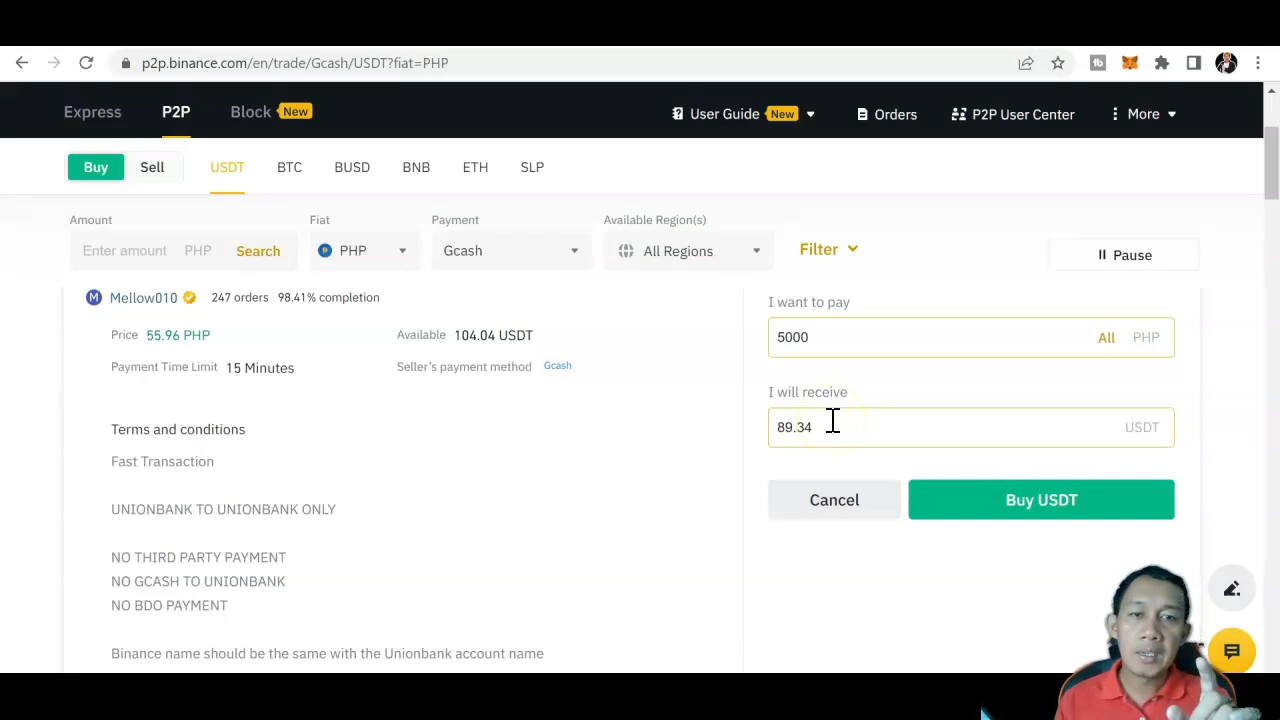 p2p.binance.com/en/trade/Gcash/USDT?fiat=PHP
Express P2P Block New User Guide New Orders P2P User Center More
Buy Sell USDT BTC BUSD BNB ETH SLP
Amount Fiat Payment Available Region(s)
Enter amount PHP Search PHP Gcash All Regions Filter Pause
M Mellow010 247 orders 98.41% completion
Price 55.96 PHP Available 104.04 USDT
Payment Time Limit 15 Minutes Seller's payment method Gcash
Terms and conditions
Fast Transaction
UNIONBANK TO UNIONBANK ONLY
NO THIRD PARTY PAYMENT
NO GCASH TO UNIONBANK
NO BDO PAYMENT
Binance name should be the same with the Unionbank account name
I want to pay
5000 All PHP
I will receive
89.34 USDT
Cancel Buy USDT